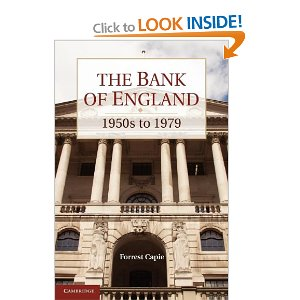 Click to LOOK INSIDE!
THE BANK
OF ENGLAND
1950s to 1979
Forrest Capie
CAMBRIDGE